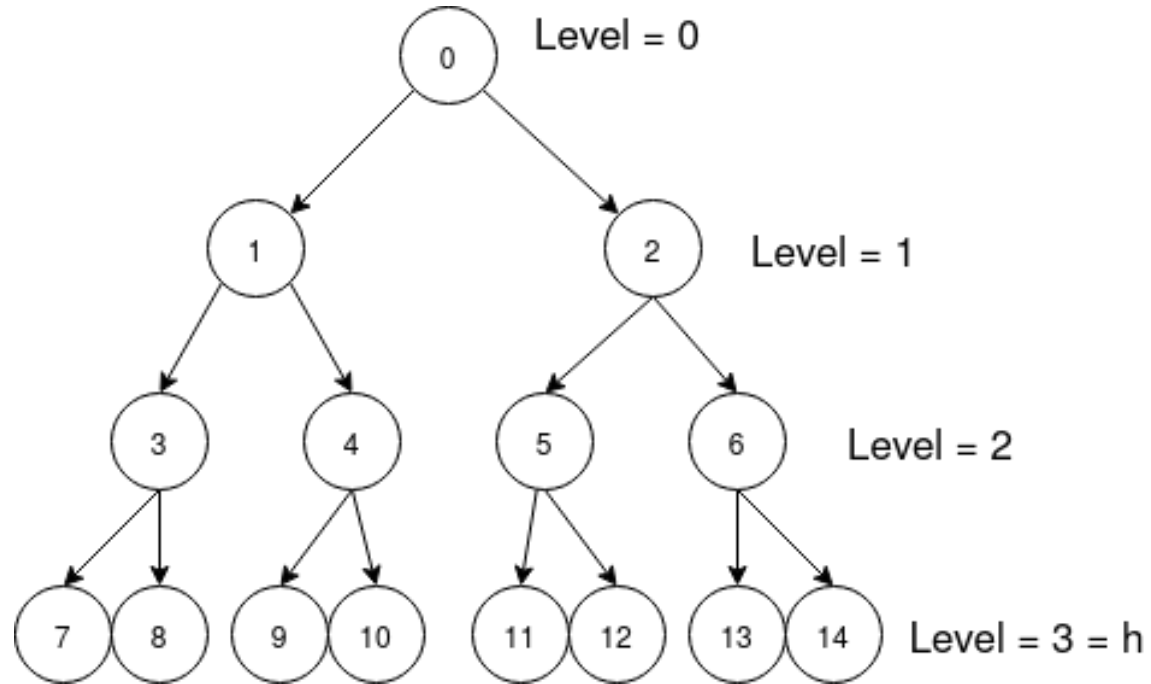 0 Level = 0
1 2 Level = 1
3 4 5 6 Level = 2
7 8 9 10 11 12 13 14 Level = 3 = h